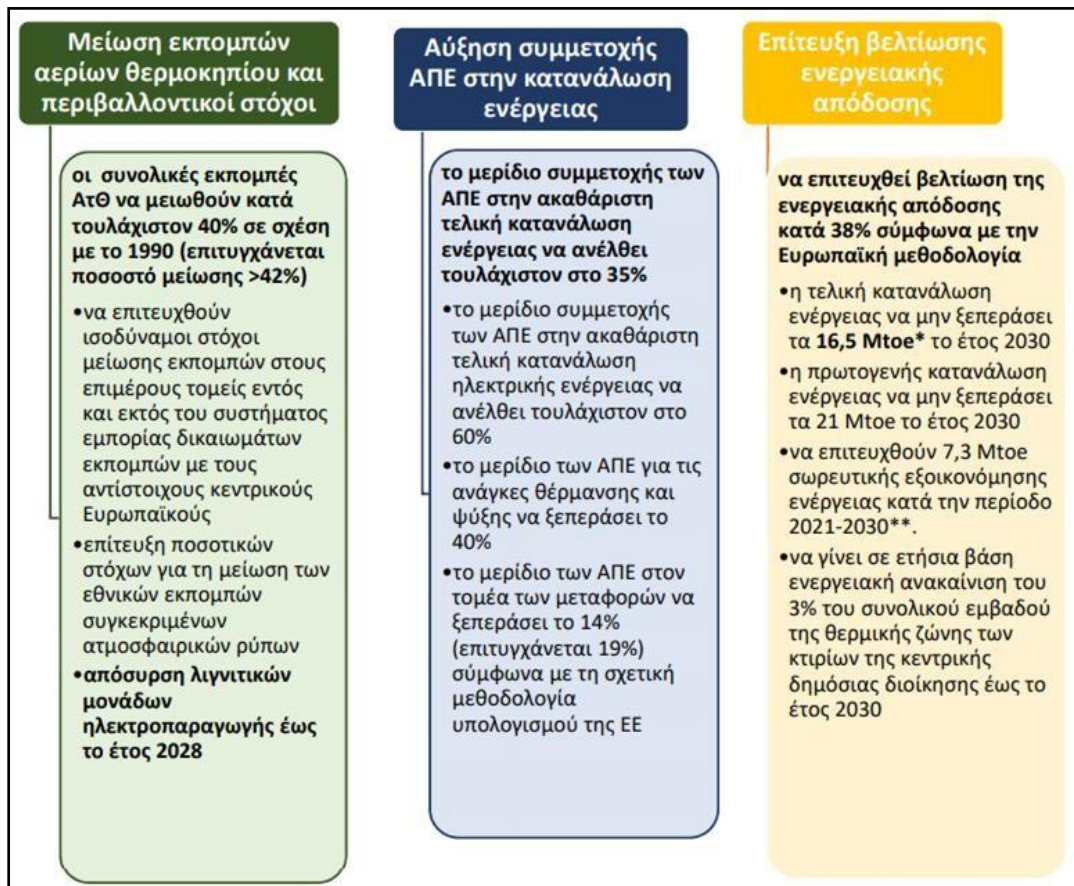 Μείωση εκπομπών
αερίων θερμοκηπίου και
περιβαλλοντικοί στόχοι
οι συνολικές εκπομπές
ΑτΘ να μειωθούν κατά
τουλάχιστον 40% σε σχέση
με το 1990 (επιτυγχάνεται
ποσοστό μείωσης >42%)
•να επιτευχθούν
ισοδύναμοι στόχοι
μείωσης εκπομπών στους
επιμέρους τομείς εντός
και εκτός του συστήματος
εμπορίας δικαιωμάτων
εκπομπών με τους
αντίστοιχους κεντρικούς
Ευρωπαϊκούς
•επίτευξη ποσοτικών
στόχων για τη μείωση των
εθνικών εκπομπών
συγκεκριμένων
ατμοσφαιρικών ρύπων
•απόσυρση λιγνιτικών
μονάδων
ηλεκτροπαραγωγής έως
το έτος 2028
Αύξηση συμμετοχής
ΑΠΕ στην κατανάλωση
ενέργειας
το μερίδιο συμμετοχής των
ΑΠΕ στην ακαθάριστη
τελική κατανάλωση
ενέργειας να ανέλθει
τουλάχιστον στο 35%
•το μερίδιο συμμετοχής
των ΑΠΕ στην ακαθάριστη
τελική κατανάλωση
ηλεκτρικής ενέργειας να
ανέλθει τουλάχιστον στο
60%
•το μερίδιο των ΑΠΕ για τις
ανάγκες θέρμανσης και
ψύξης να ξεπεράσει το
40%
•το μερίδιο των ΑΠΕ στον
τομέα των μεταφορών να
ξεπεράσει το 14%
(επιτυγχάνεται 19%)
σύμφωνα με τη σχετική
μεθοδολογία
υπολογισμού της ΕΕ
Επίτευξη βελτίωσης
ενεργειακής
απόδοσης
να επιτευχθεί βελτίωση της
ενεργειακής απόδοσης
κατά 38% σύμφωνα με την
Ευρωπαϊκή μεθοδολογία
•η τελική κατανάλωση
ενέργειας να μην ξεπεράσει
τα 16,5 Mtoe* το έτος 2030
•η πρωτογενής κατανάλωση
ενέργειας να μην ξεπεράσει
τα 21 Mtoe το έτος 2030
•να επιτευχθούν 7,3 Mtoe
σωρευτικής εξοικονόμησης
ενέργειας κατά την περίοδο
2021-2030**.
•να γίνει σε ετήσια βάση
ενεργειακή ανακαίνιση του
3% του συνολικού εμβαδού
της θερμικής ζώνης των
κτιρίων της κεντρικής
δημόσιας διοίκησης έως το
έτος 2030